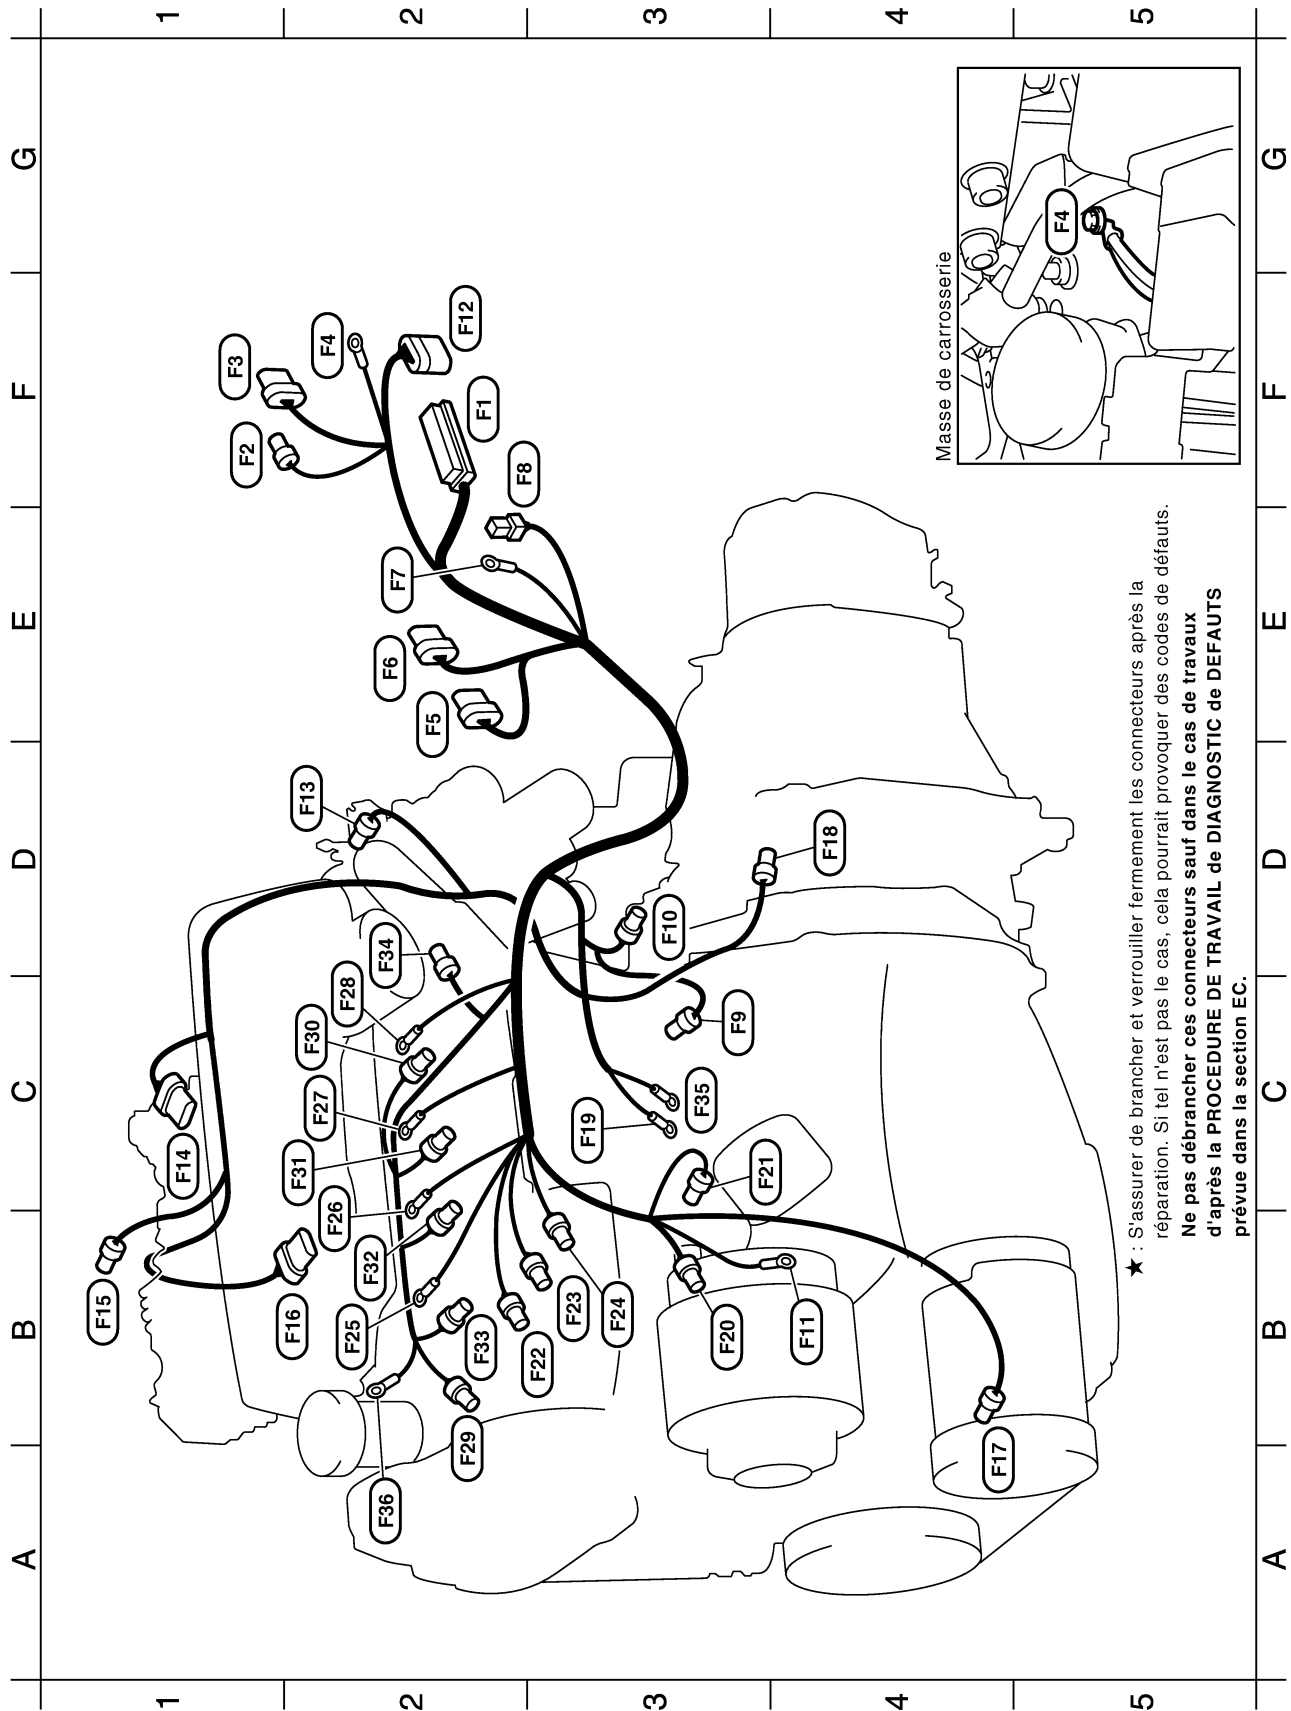 1
2
3
4
5
G
F
E
D
C
B
A
G
F
E
D
C
B
A
1
2
3
4
5
Masse de carrosserie
F4
F3
F4
F12
F2
F1
F8
F7
F6
F5
F13
F18
F10
F34
F28
F9
F30
F27
F35
F14
F31
F19
F21
F26
F32
F15
F16
F25
F23
F24
F33
F22
F20
F11
F29
F17
F36
★ : S'assurer de brancher et verrouiller fermement les connecteurs après la
réparation. Si tel n'est pas le cas, cela pourrait provoquer des codes de défauts.
Ne pas débrancher ces connecteurs sauf dans le cas de travaux
d'après la PROCEDURE DE TRAVAIL de DIAGNOSTIC de DEFAUTS
prévue dans la section EC.